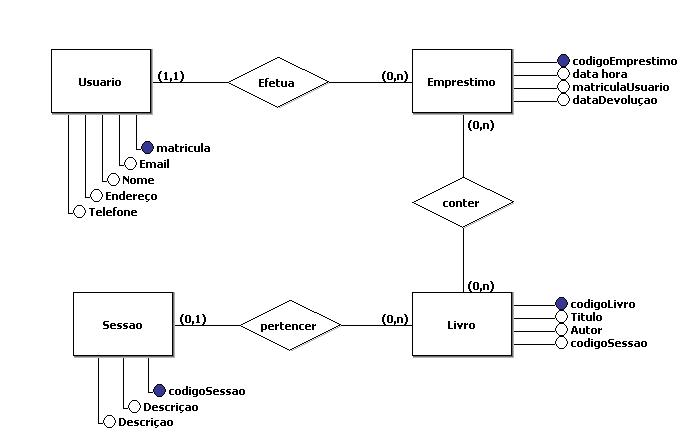 Usuario
(1,1)
Efetua
(0,n)
Emprestimo
codigoEmprestimo
data hora
matriculaUsuario
dataDevoluçao
matricula
Email
Nome
Endereço
Telefone
(0,n)
conter
(0,n)
Sessao
(0,1)
pertencer
(0,n)
Livro
codigoLivro
Titulo
Autor
codigoSessao
codigoSessao
Descriçao
Descriçao